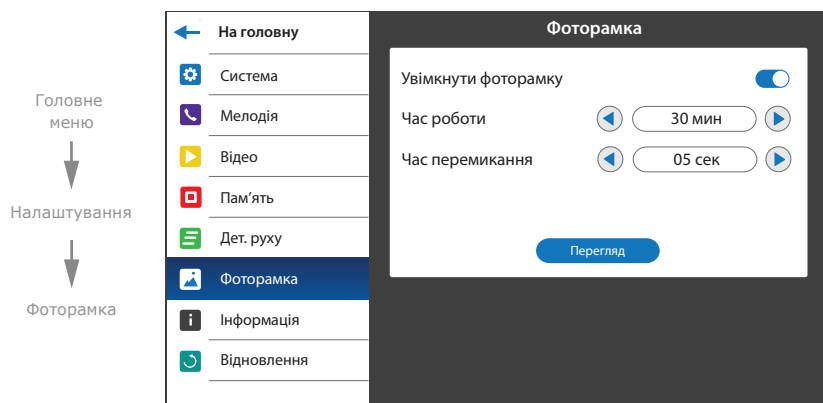 Головне
меню
Налаштування
Фоторамка
На головну
Система
Мелодія
Відео
Пам’ять
Дет. руху
Фоторамка
Інформація
Відновлення
Фоторамка
Увімкнути фоторамку
Час роботи
30 мин
Час перемикання
05 сек
Перегляд